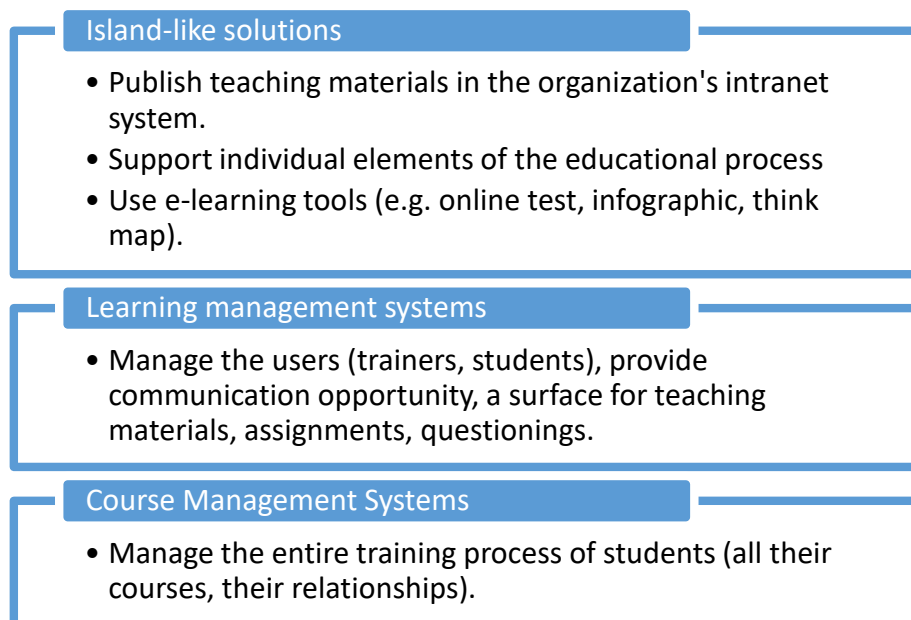 Island-like solutions
• Publish teaching materials in the organization's intranet
system.
• Support individual elements of the educational process
• Use e-learning tools (e.g. online test, infographic, think
map).
Learning management systems
• Manage the users (trainers, students), provide
communication opportunity, a surface for teaching
materials, assignments, questionings.
Course Management Systems
• Manage the entire training process of students (all their
courses, their relationships).